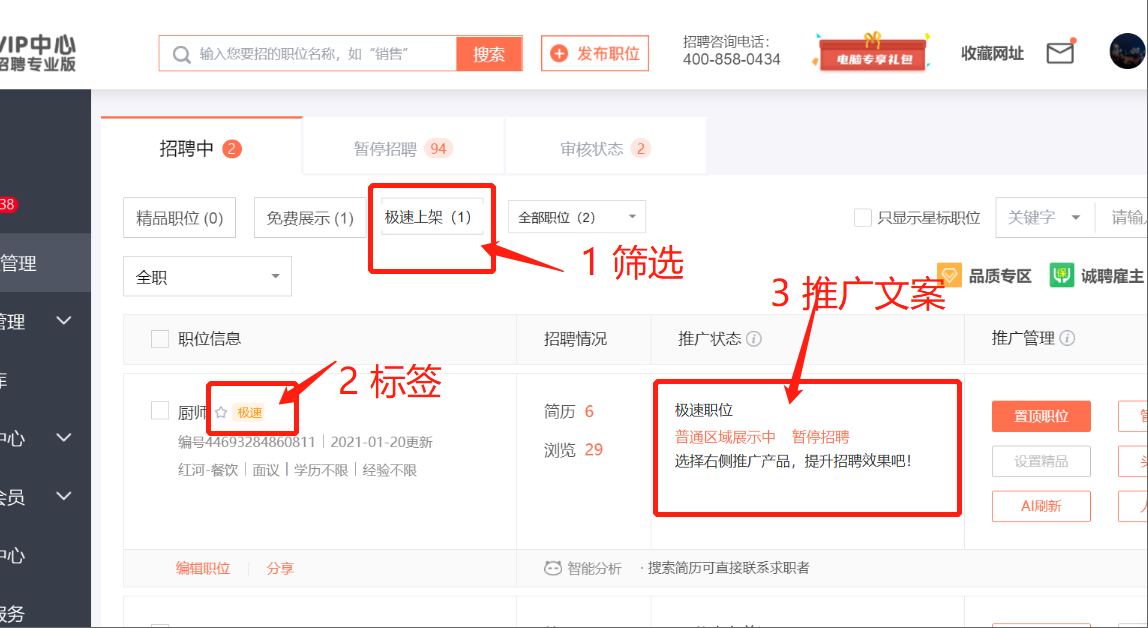 VIP中心
招聘专业版
输入您要招的职位名称，如 “销售”
搜索
发布职位
招聘咨询电话：
400-858-0434
电脑专享礼包
收藏网址
招聘中 2
暂停招聘 94
审核状态 2
38
精品职位 (0)
免费展示 (1)
极速上架（1）
全部职位（2）
只显示星标职位
关键字
请输
1 筛选
管理
全职
3 推广文案
品质专区
诚聘雇主
管理
职位信息
招聘情况
推广状态
推广管理
库
2 标签
厨师
极速
编号44693284860811
2021-01-20更新
红河-餐饮
面议
学历不限
经验不限
简历 6
浏览 29
极速职位
普通区域展示中 暂停招聘
选择右侧推广产品，提升招聘效果吧！
置顶职位
设置精品
AI刷新
中心
会员
中心
服务
编辑职位
分享
智能分析
· 搜索简历可直接联系求职者